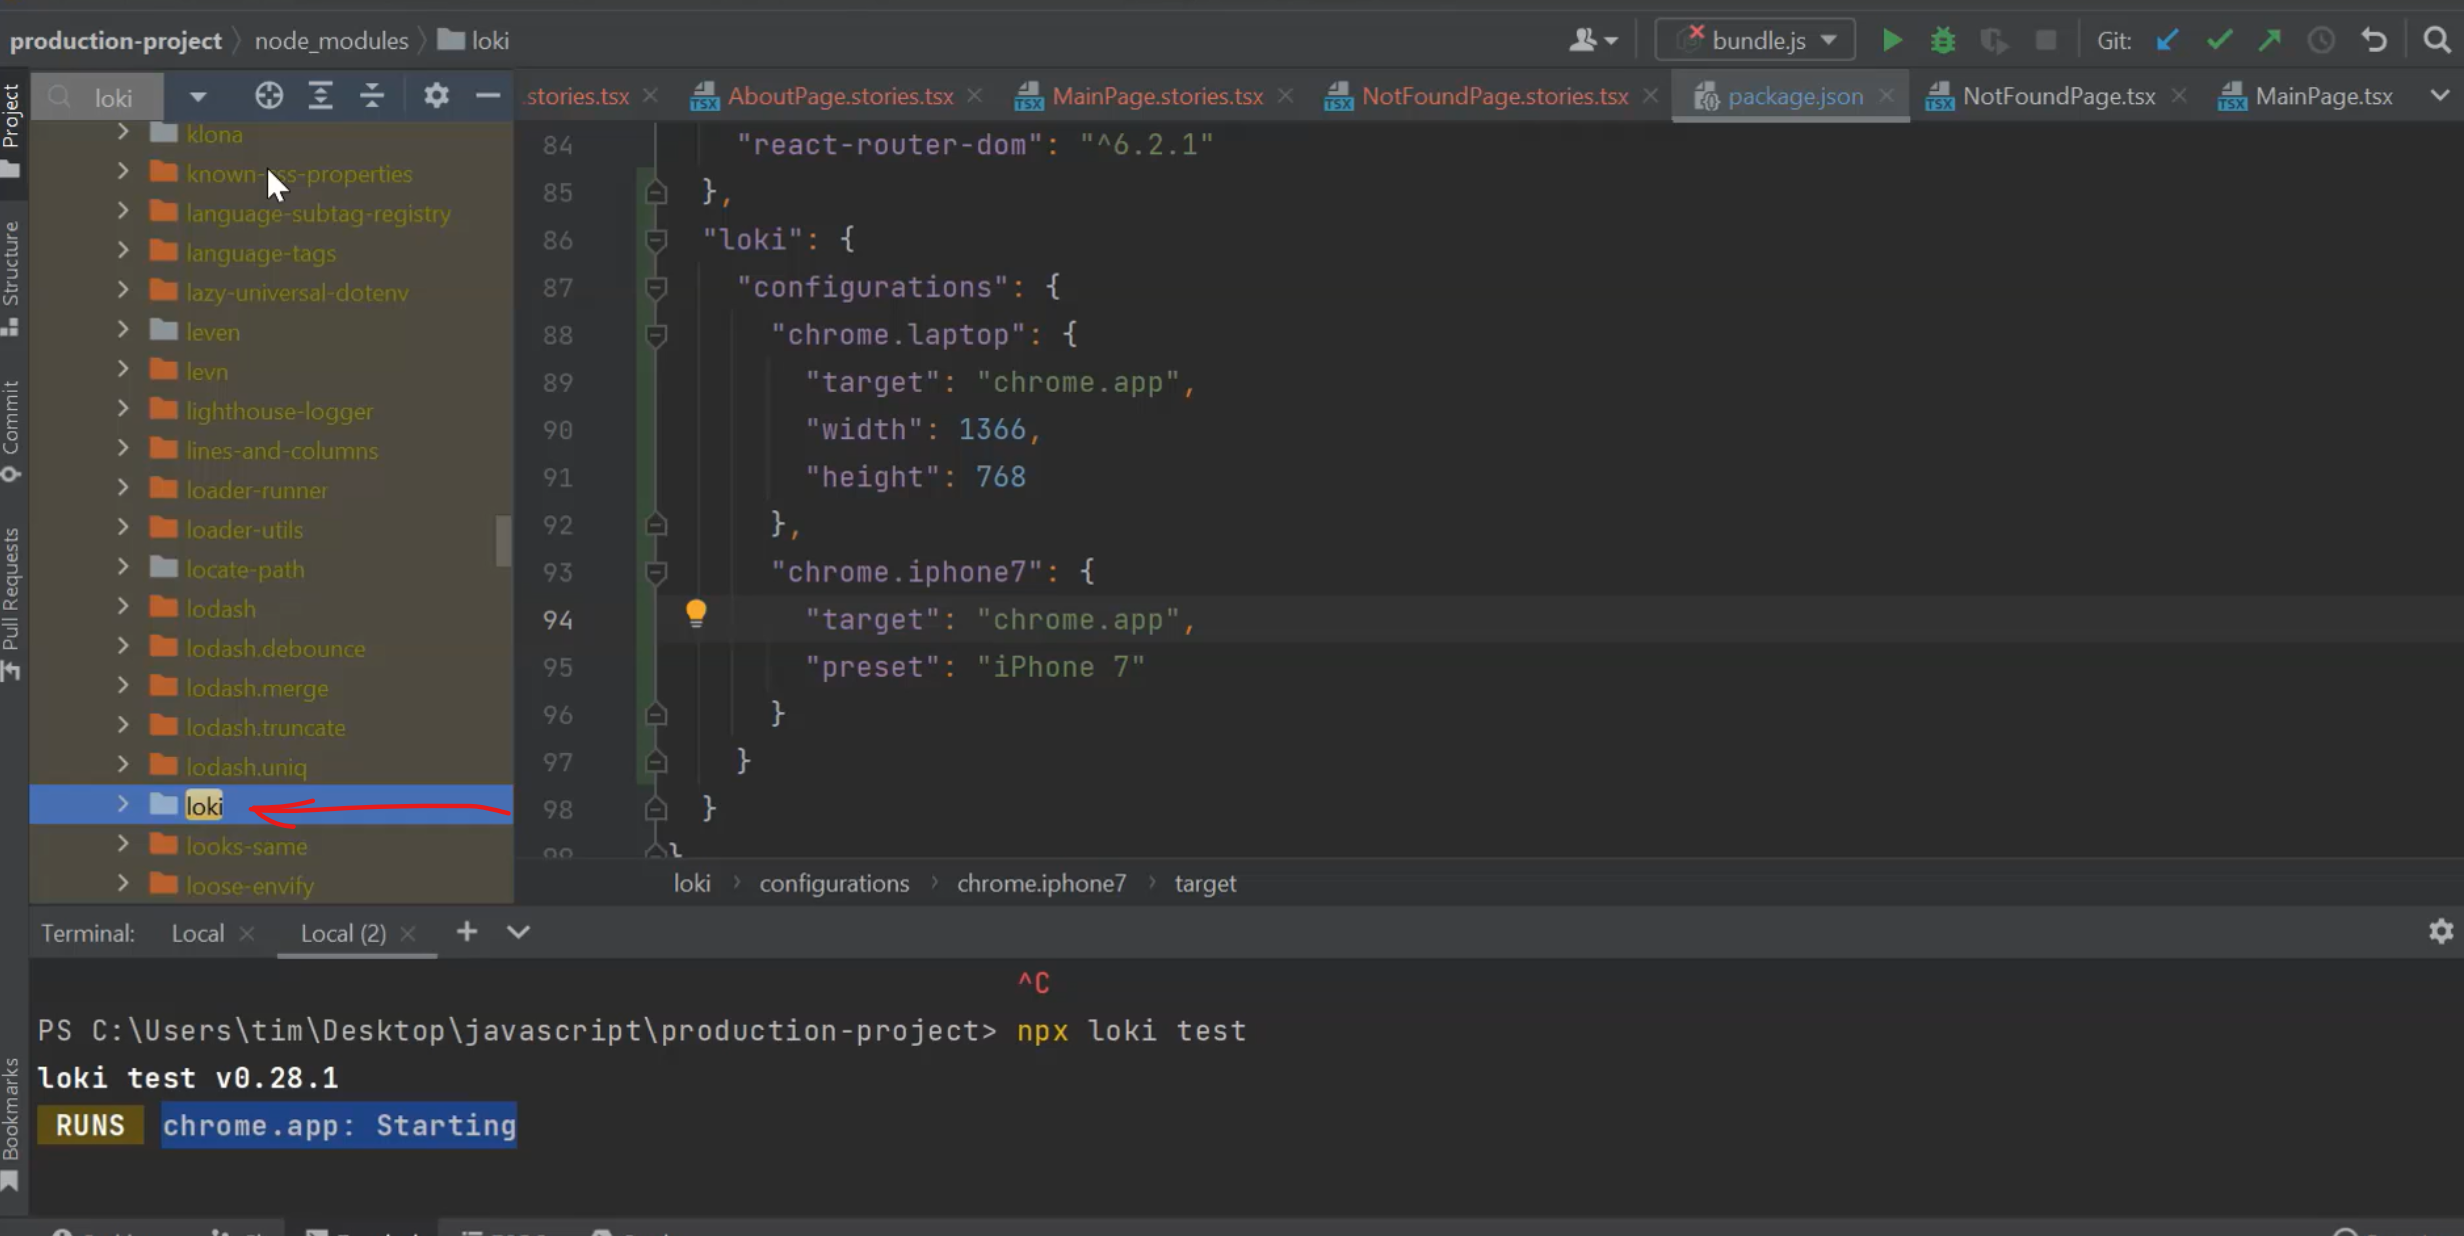 production-project node_modules loki
bundle.js
Git:
loki
.stories.tsx
AboutPage.stories.tsx
MainPage.stories.tsx
NotFoundPage.stories.tsx
package.json
NotFoundPage.tsx
MainPage.tsx
Project
Structure
Commit
Pull Requests
Bookmarks
klona
known-css-properties
language-subtag-registry
language-tags
lazy-universal-dotenv
leven
levn
lighthouse-logger
lines-and-columns
loader-runner
loader-utils
locate-path
lodash
lodash.debounce
lodash.merge
lodash.truncate
lodash.uniq
loki
looks-same
loose-envify
84 "react-router-dom": "^6.2.1"
85 },
86 "loki": {
87 "configurations": {
88 "chrome.laptop": {
89 "target": "chrome.app",
90 "width": 1366,
91 "height": 768
92 },
93 "chrome.iphone7": {
94 "target": "chrome.app",
95 "preset": "iPhone 7"
96 }
97 }
98 }
99 }
loki configurations chrome.iphone7 target
Terminal: Local Local (2)
^C
PS C:\Users\tim\Desktop\javascript\production-project> npx loki test
loki test v0.28.1
RUNS chrome.app: Starting